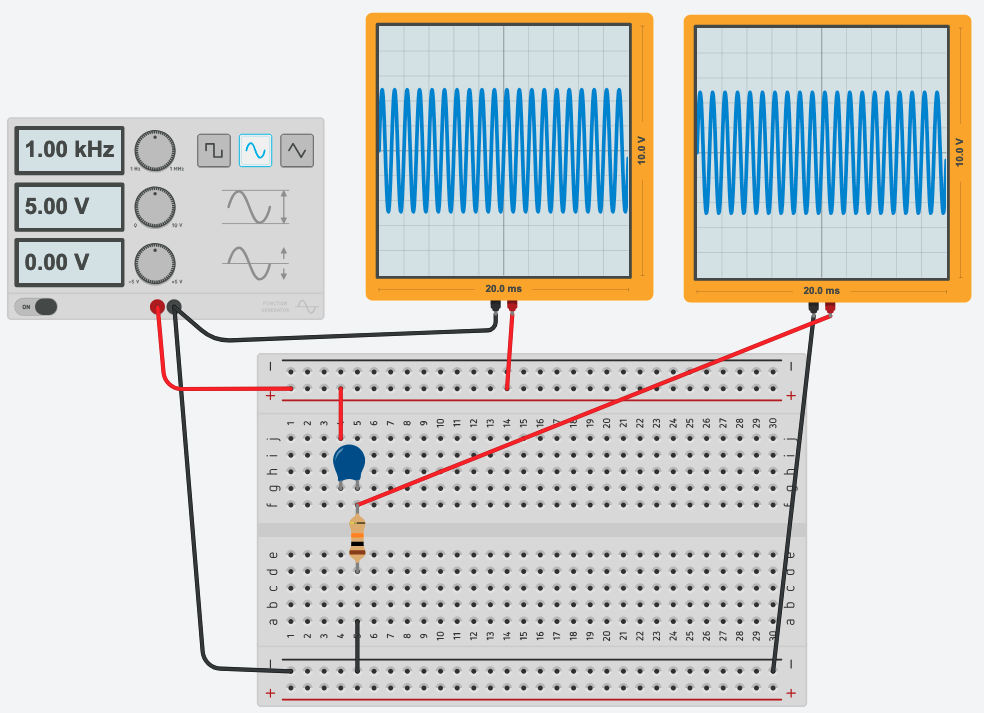 1.00 kHz
1 Hz
1 MHz
5.00 V
0
10 V
0.00 V
-5 V
+5 V
ON
FUNCTION
GENERATOR
10.0 V
20.0 ms
10.0 V
20.0 ms
− −
+ +
1 2 3 4 5 6 7 8 9 10 11 12 13 14 15 16 17 18 19 20 21 22 23 24 25 26 27 28 29 30
j j
i i
h h
g g
f f
e e
d d
c c
b b
a a
1 2 3 4 5 6 7 8 9 10 11 12 13 14 15 16 17 18 19 20 21 22 23 24 25 26 27 28 29 30
− −
+ +